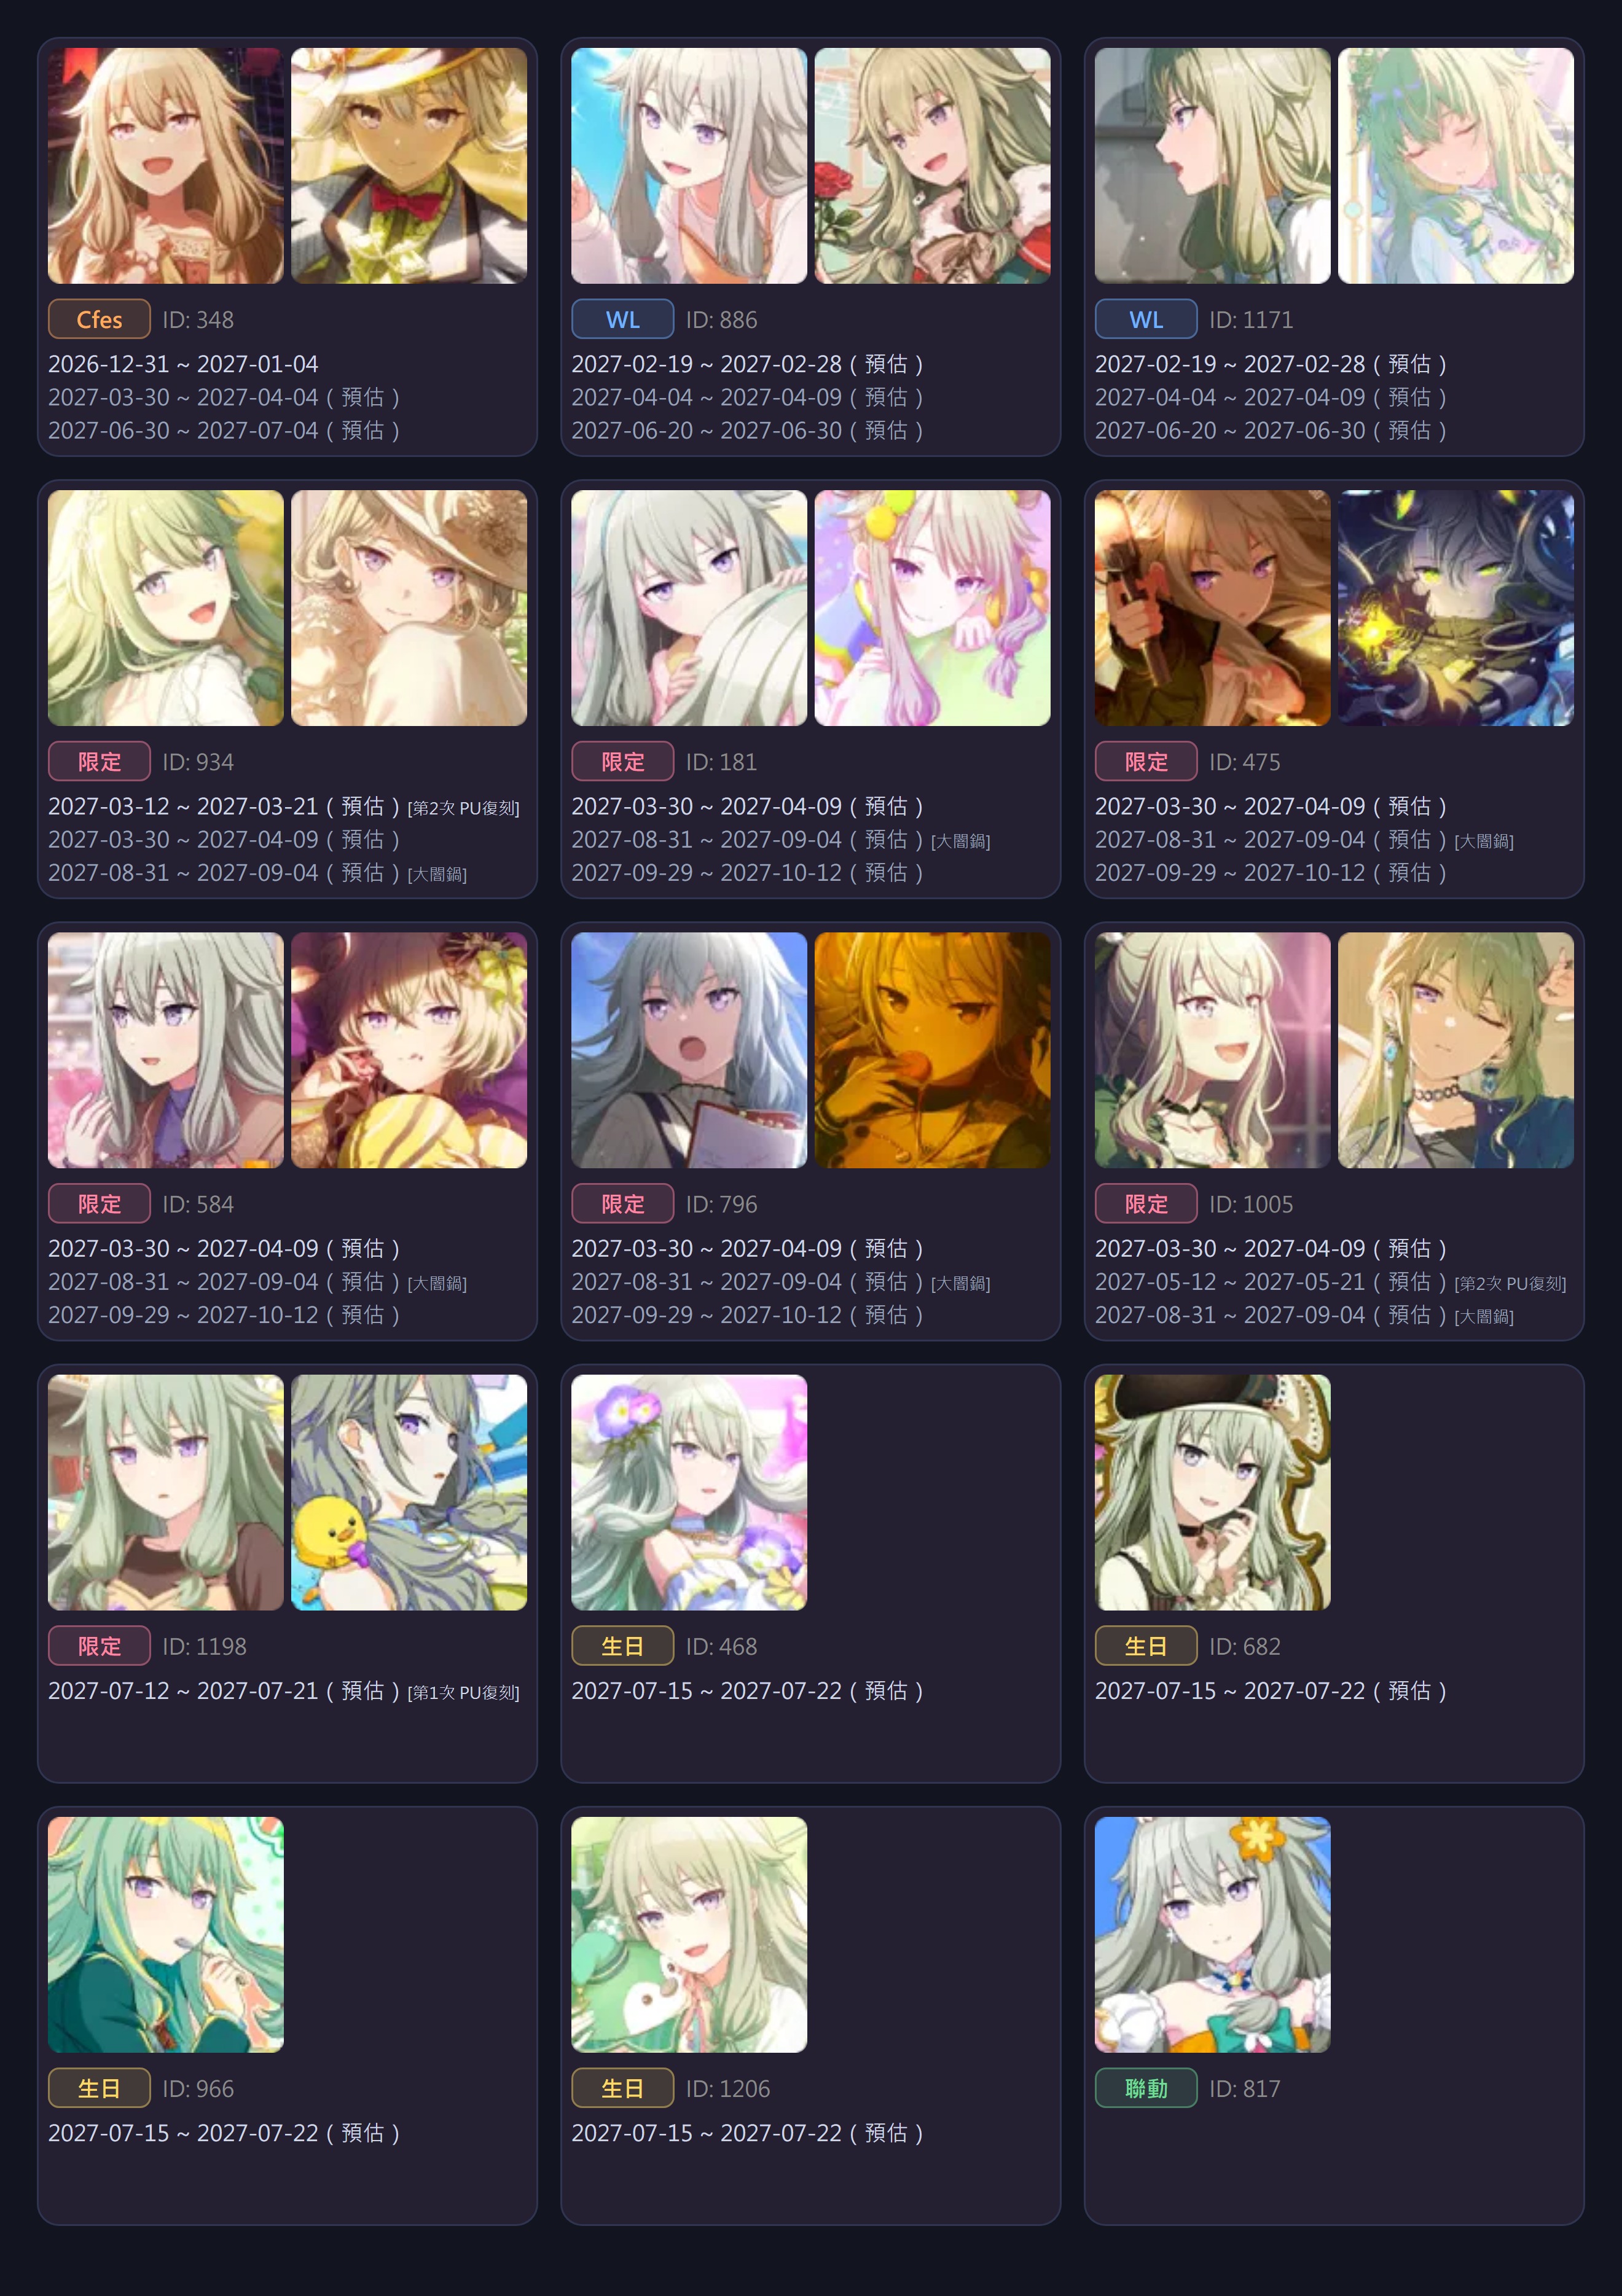 Cfes ID: 348
2026-12-31 ~ 2027-01-04
2027-03-30 ~ 2027-04-04 ( 預估 )
2027-06-30 ~ 2027-07-04 ( 預估 )
WL ID: 886
2027-02-19 ~ 2027-02-28 ( 預估 )
2027-04-04 ~ 2027-04-09 ( 預估 )
2027-06-20 ~ 2027-06-30 ( 預估 )
WL ID: 1171
2027-02-19 ~ 2027-02-28 ( 預估 )
2027-04-04 ~ 2027-04-09 ( 預估 )
2027-06-20 ~ 2027-06-30 ( 預估 )
限定 ID: 934
2027-03-12 ~ 2027-03-21 ( 預估 ) [第2次 PU復刻]
2027-03-30 ~ 2027-04-09 ( 預估 )
2027-08-31 ~ 2027-09-04 ( 預估 ) [大闇鍋]
限定 ID: 181
2027-03-30 ~ 2027-04-09 ( 預估 )
2027-08-31 ~ 2027-09-04 ( 預估 ) [大闇鍋]
2027-09-29 ~ 2027-10-12 ( 預估 )
限定 ID: 475
2027-03-30 ~ 2027-04-09 ( 預估 )
2027-08-31 ~ 2027-09-04 ( 預估 ) [大闇鍋]
2027-09-29 ~ 2027-10-12 ( 預估 )
限定 ID: 584
2027-03-30 ~ 2027-04-09 ( 預估 )
2027-08-31 ~ 2027-09-04 ( 預估 ) [大闇鍋]
2027-09-29 ~ 2027-10-12 ( 預估 )
限定 ID: 796
2027-03-30 ~ 2027-04-09 ( 預估 )
2027-08-31 ~ 2027-09-04 ( 預估 ) [大闇鍋]
2027-09-29 ~ 2027-10-12 ( 預估 )
限定 ID: 1005
2027-03-30 ~ 2027-04-09 ( 預估 )
2027-05-12 ~ 2027-05-21 ( 預估 ) [第2次 PU復刻]
2027-08-31 ~ 2027-09-04 ( 預估 ) [大闇鍋]
限定 ID: 1198
2027-07-12 ~ 2027-07-21 ( 預估 ) [第1次 PU復刻]
生日 ID: 468
2027-07-15 ~ 2027-07-22 ( 預估 )
生日 ID: 682
2027-07-15 ~ 2027-07-22 ( 預估 )
生日 ID: 966
2027-07-15 ~ 2027-07-22 ( 預估 )
生日 ID: 1206
2027-07-15 ~ 2027-07-22 ( 預估 )
聯動 ID: 817